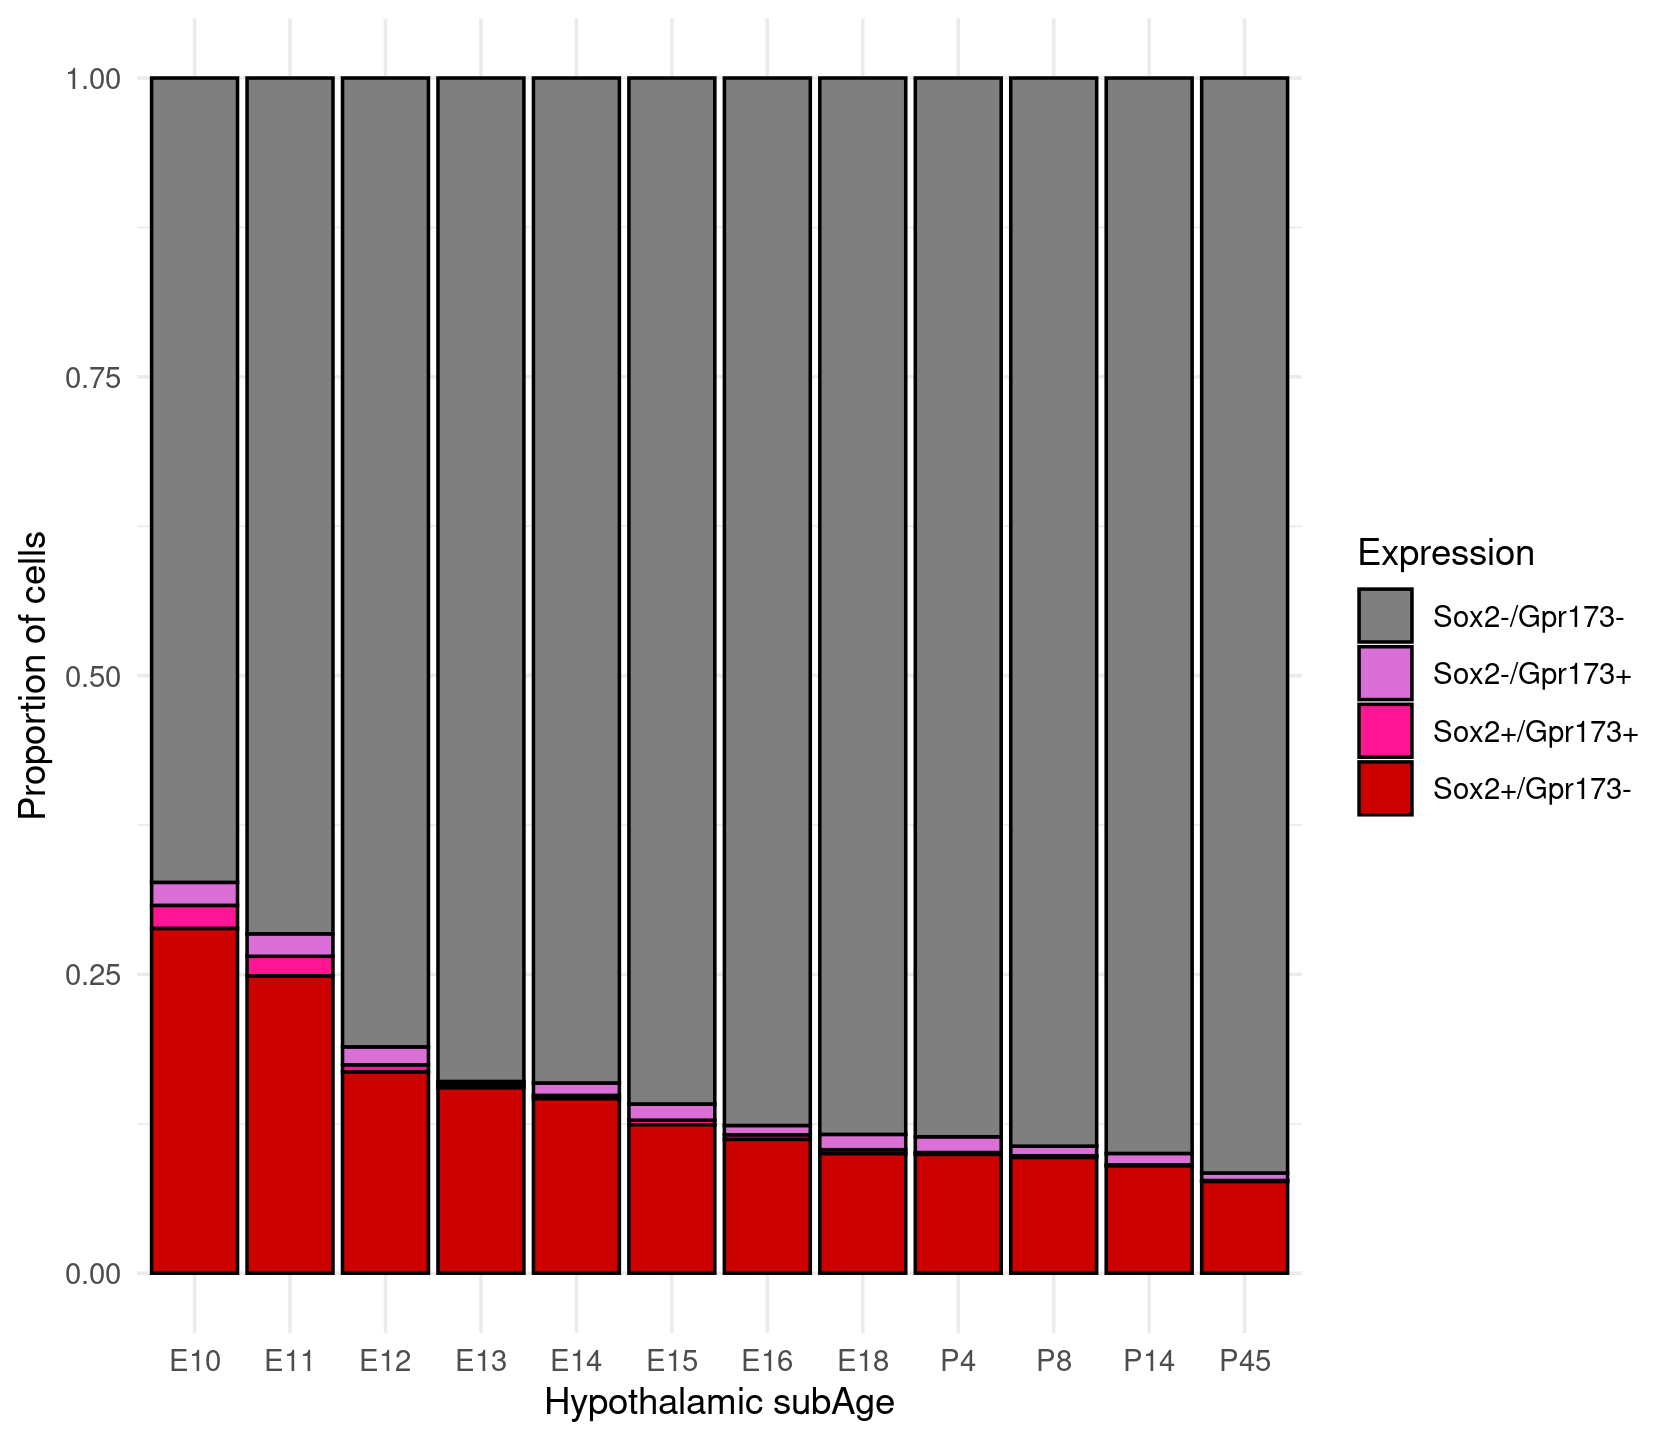 1.00
0.75
0.50
0.25
0.00
Proportion of cells
E10 E11 E12 E13 E14 E15 E16 E18 P4 P8 P14 P45
Hypothalamic subAge
Expression
Sox2-/Gpr173-
Sox2-/Gpr173+
Sox2+/Gpr173+
Sox2+/Gpr173-